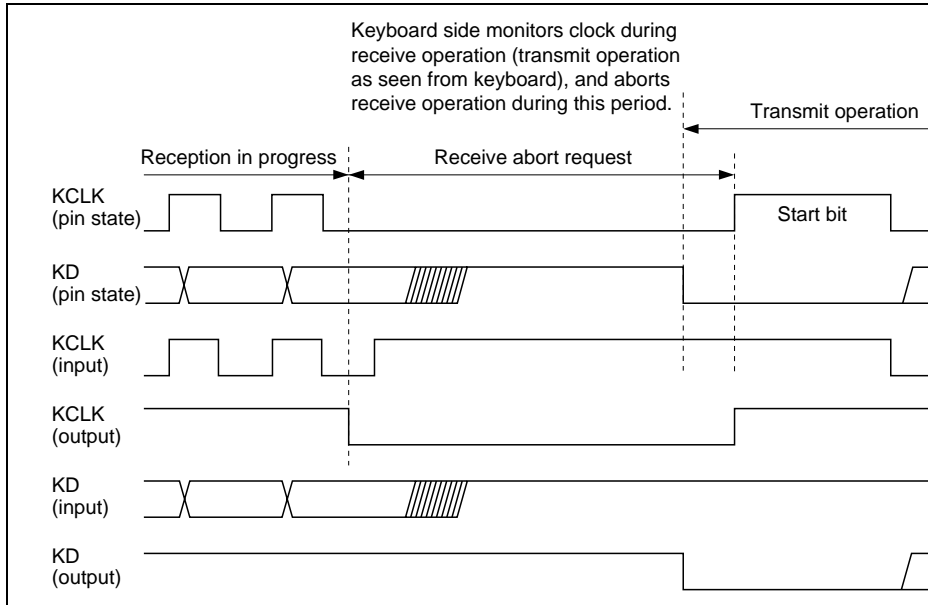 Keyboard side monitors clock during
receive operation (transmit operation
as seen from keyboard), and aborts
receive operation during this period.
Transmit operation
Reception in progress
Receive abort request
KCLK
(pin state)
Start bit
KD
(pin state)
KCLK
(input)
KCLK
(output)
KD
(input)
KD
(output)